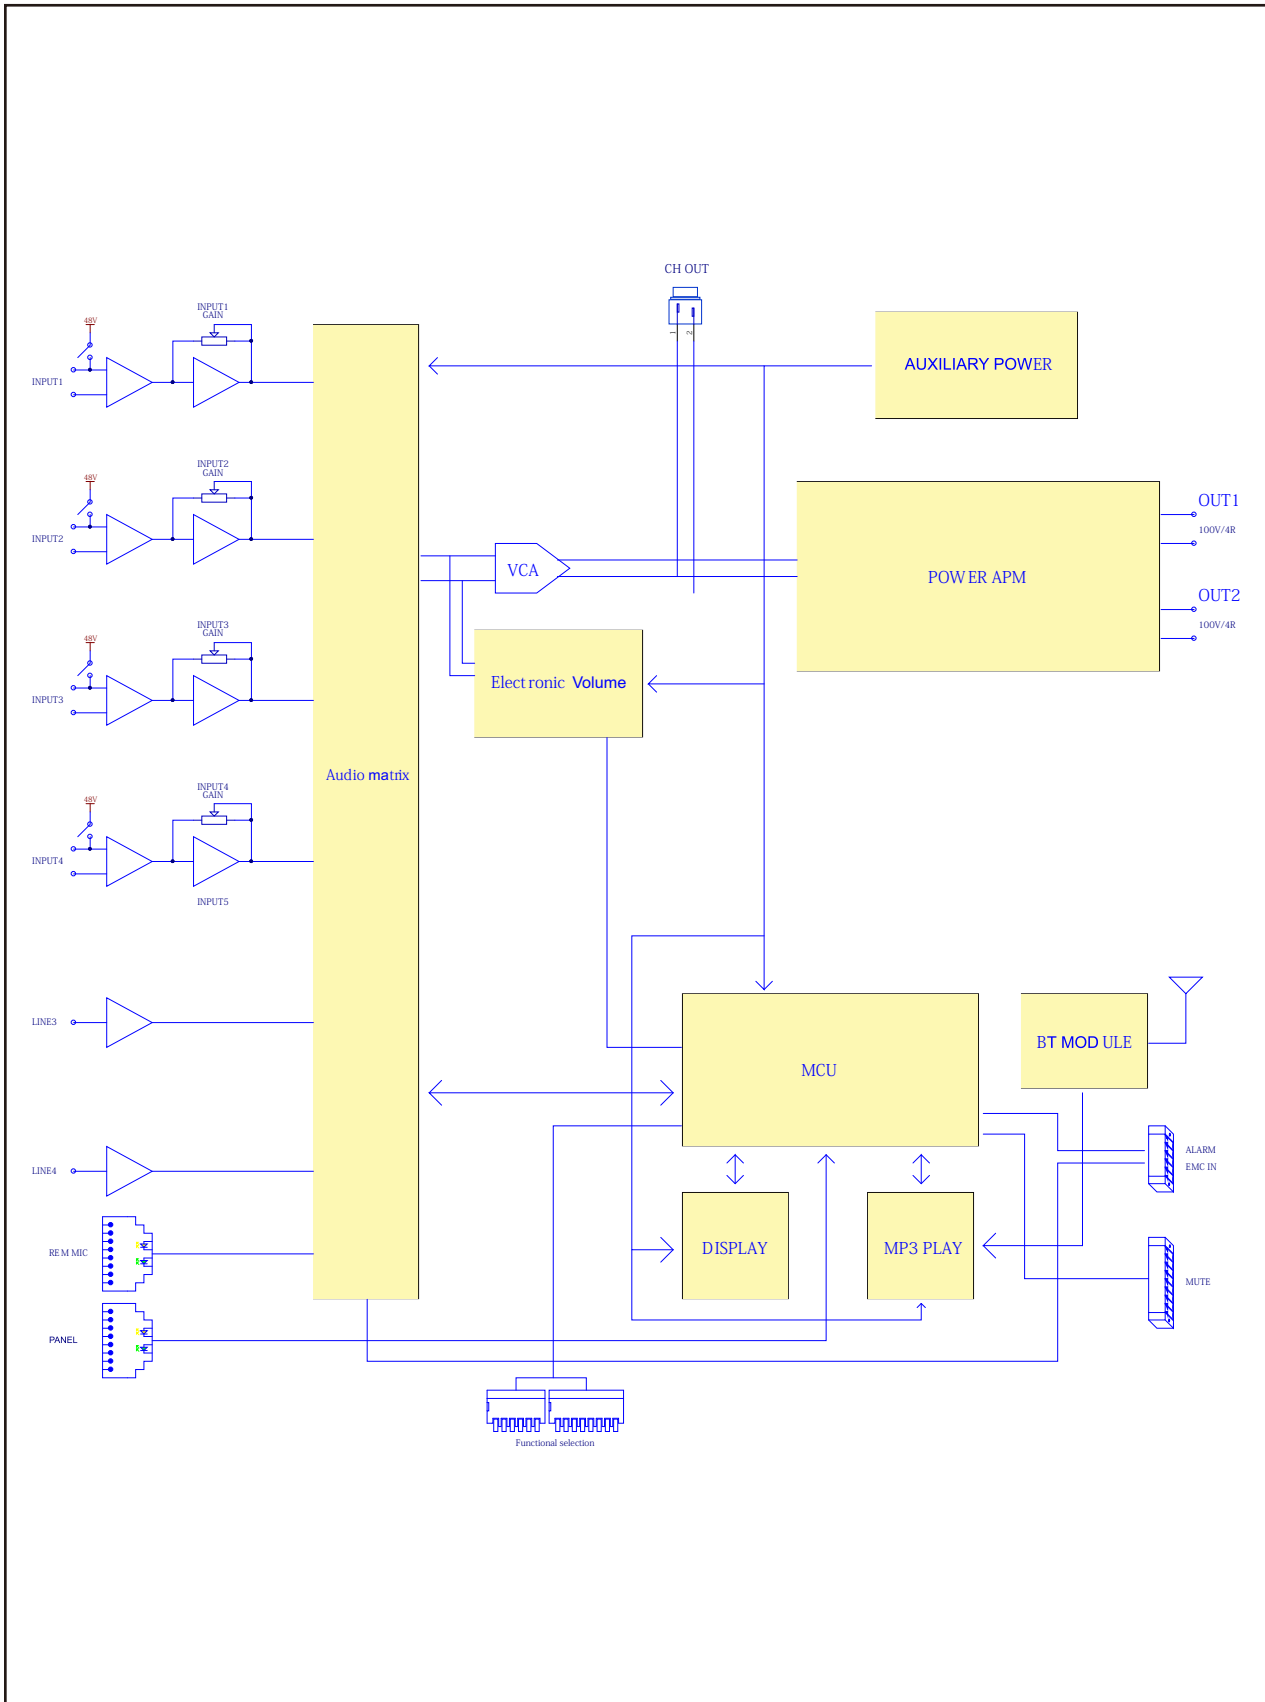 CH OUT
1
2
INPUT1
GAIN
48V
INPUT1
AUXILIARY POWER
INPUT2
GAIN
48V
INPUT2
VCA
POWER APM
OUT1
100V/4R
OUT2
100V/4R
INPUT3
GAIN
48V
INPUT3
Electronic Volume
Audio matrix
INPUT4
GAIN
48V
INPUT4
INPUT5
LINE3
MCU
BT MODULE
LINE4
ALARM
EMC IN
REM MIC
DISPLAY
MP3 PLAY
MUTE
PANEL
Functional selection